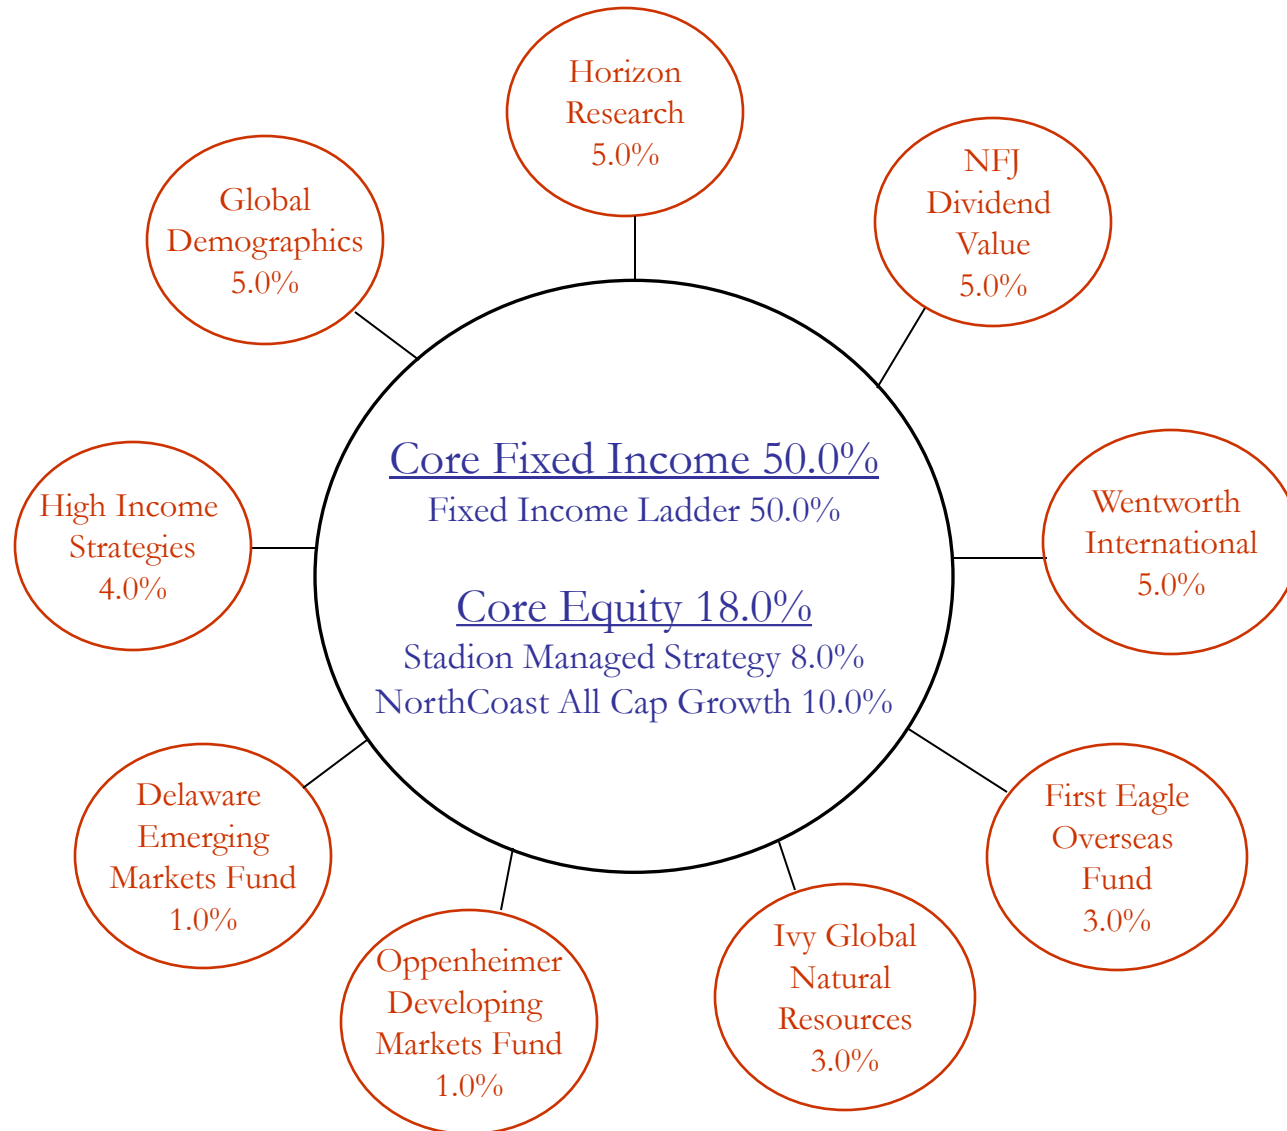 Horizon
Research
5.0%
NFJ
Dividend
Value
5.0%
Global
Demographics
5.0%
Core Fixed Income 50.0%
Fixed Income Ladder 50.0%
Core Equity 18.0%
Stadion Managed Strategy 8.0%
NorthCoast All Cap Growth 10.0%
High Income
Strategies
4.0%
Wentworth
International
5.0%
Delaware
Emerging
Markets Fund
1.0%
First Eagle
Overseas
Fund
3.0%
Oppenheimer
Developing
Markets Fund
1.0%
Ivy Global
Natural
Resources
3.0%